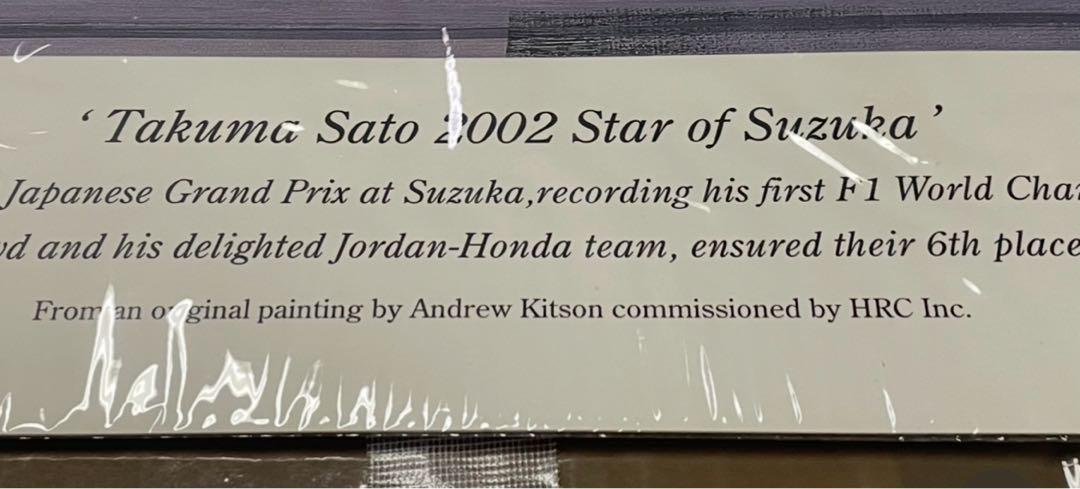 ‘ Takuma Sato 2002 Star of Suzuka ’
Japanese Grand Prix at Suzuka,recording his first F1 World
and his delighted Jordan-Honda team, ensured their 6th place
From an original painting by Andrew Kitson commissioned by HRC Inc.